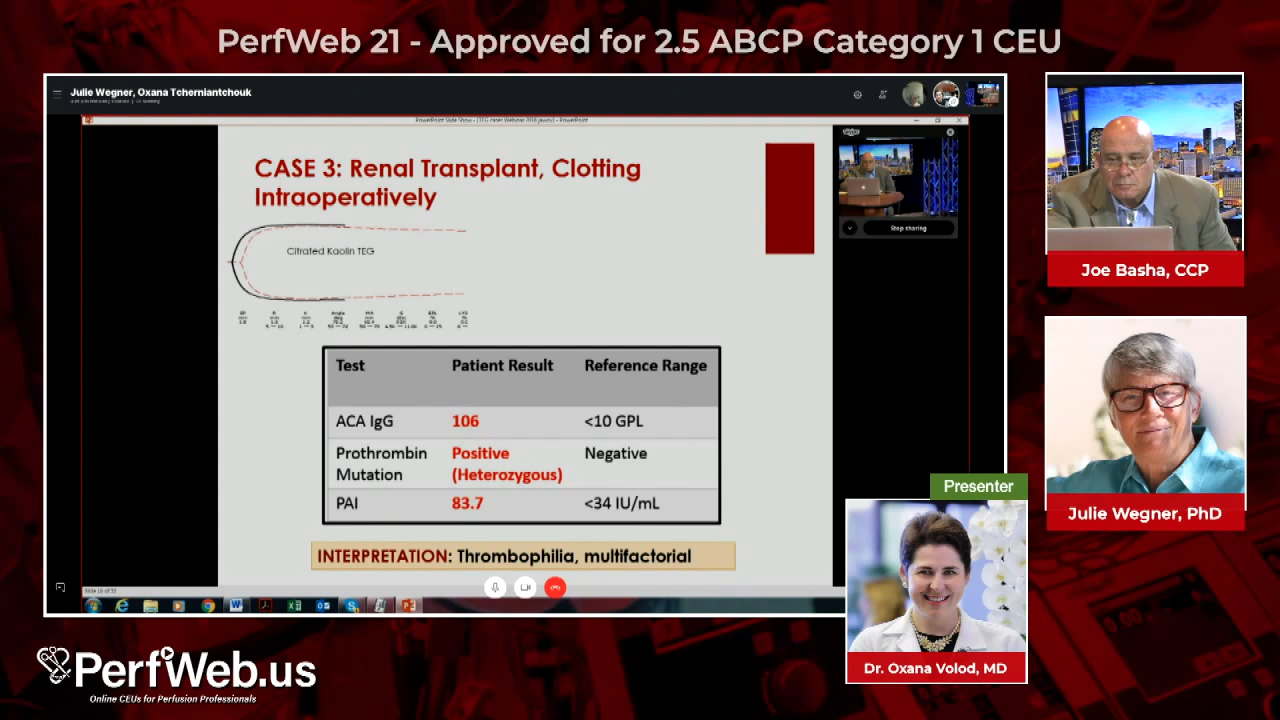 PerfWeb 21 - Approved for 2.5 ABCP Category 1 CEU
Julie Wegner, Oxana Tcherniantchouk
CASE 3: Renal Transplant, Clotting
Intraoperatively
Citrated Kaolin TEG
Stop sharing
Test Patient Result Reference Range
ACA IgG 106 <10 GPL
Prothrombin Positive Negative
Mutation (Heterozygous)
PAI 83.7 <34 IU/mL
INTERPRETATION: Thrombophilia, multifactorial
Joe Basha, CCP
Julie Wegner, PhD
Presenter
Dr. Oxana Volod, MD
PerfWeb.us
Online CEUs for Perfusion Professionals